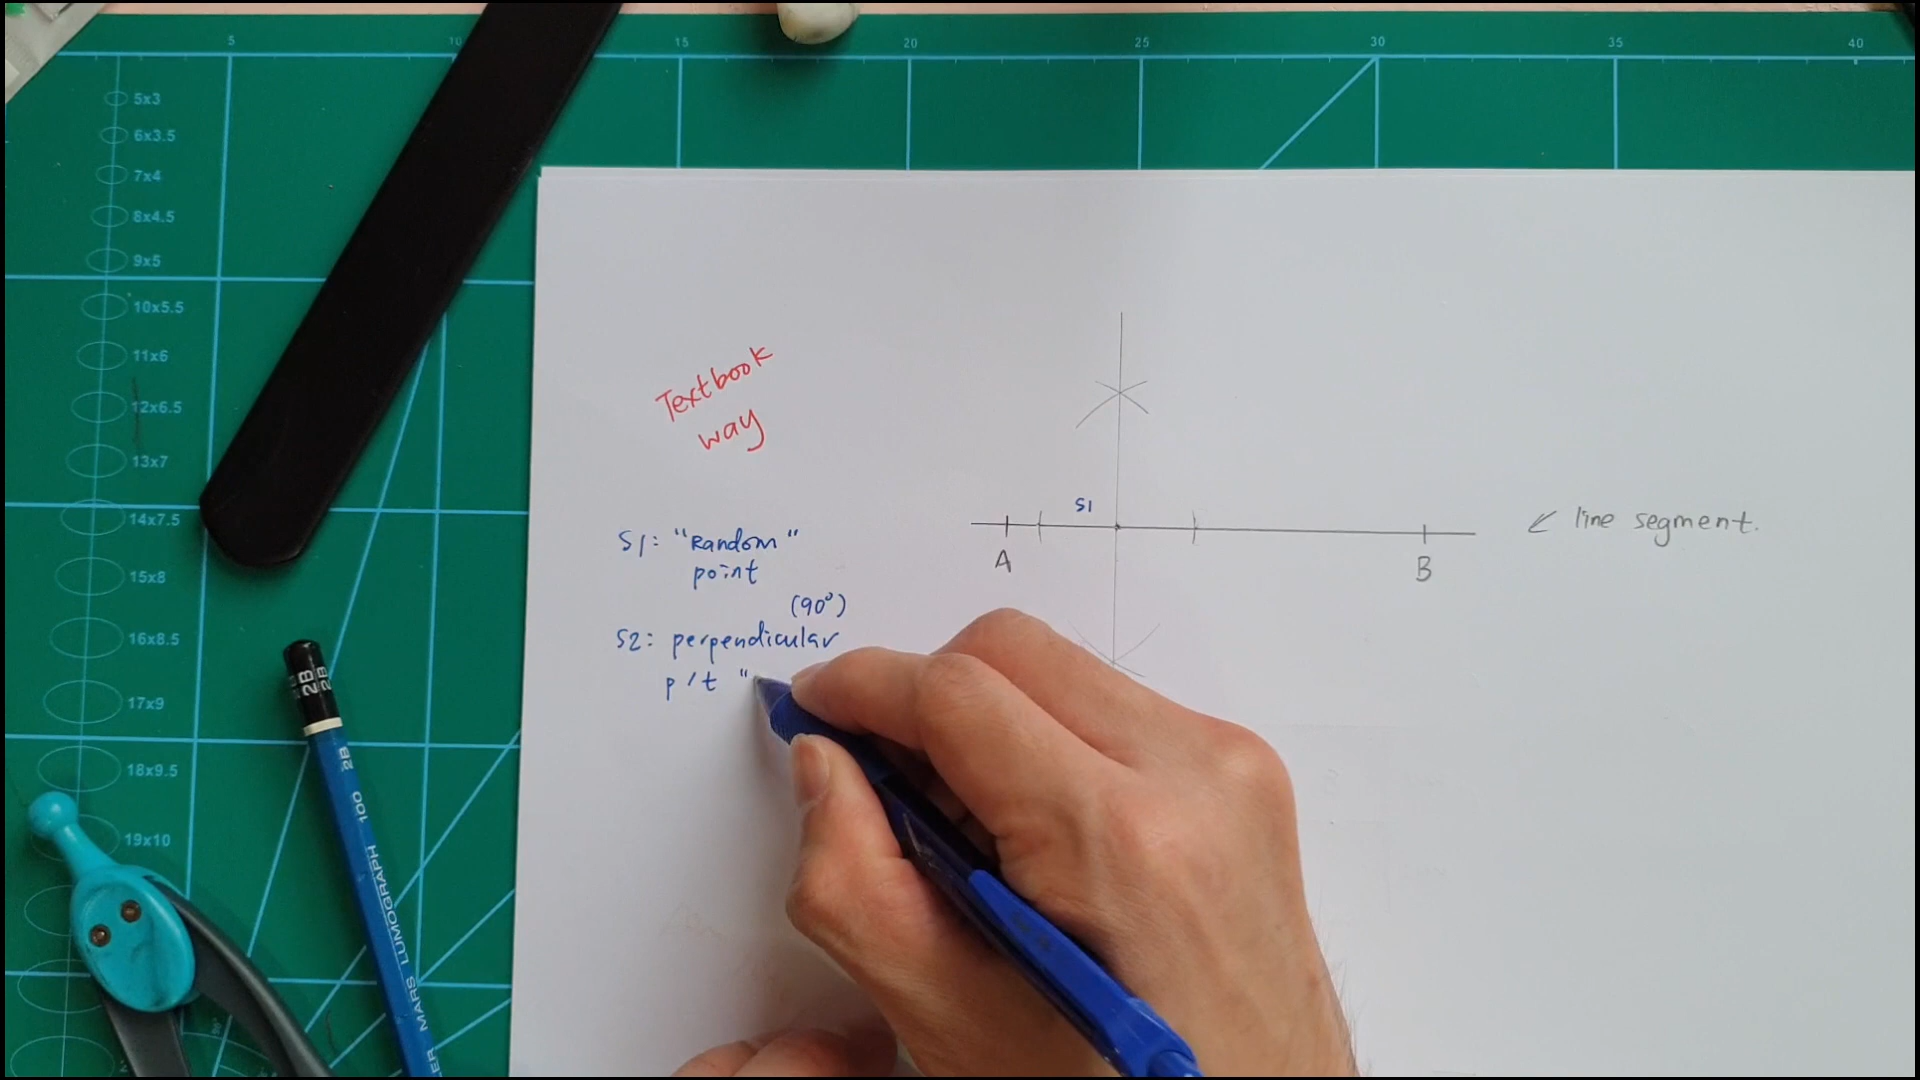 5 10 15 20 25 30 35 40
5x3
6x3.5
7x4
8x4.5
9x5
10x5.5
11x6
12x6.5
13x7
14x7.5
15x8
16x8.5
17x9
18x9.5
19x10
Textbook
way
S1
A
B
line segment.
S1: "Random"
point
(90°)
S2: perpendicular
p/t "
2B
2B
2B
2B
100
MARS LUMOGRAPH